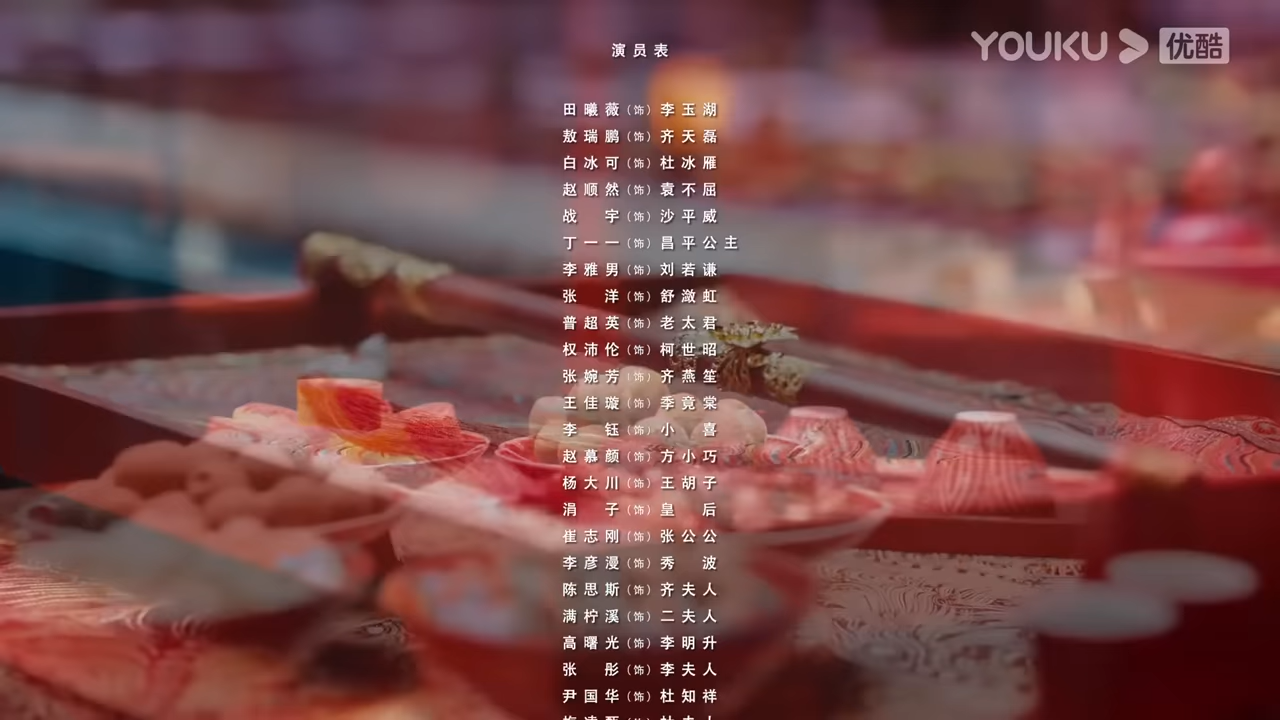 YOUKU 优酷
演员表
田曦薇（饰）李玉湖
敖瑞鹏（饰）齐天磊
白冰可（饰）杜冰雁
赵顺然（饰）袁不屈
战宇（饰）沙平威
丁一一（饰）昌平公主
李雅男（饰）刘若谦
张洋（饰）舒潋虹
普超英（饰）老太君
权沛伦（饰）柯世昭
张婉芳（饰）齐燕笙
王佳璇（饰）季竟棠
李钰（饰）小喜
赵慕颜（饰）方小巧
杨大川（饰）王胡子
涓子（饰）皇后
崔志刚（饰）张公公
李彦漫（饰）秀波
陈思斯（饰）齐夫人
满柠溪（饰）二夫人
高曙光（饰）李明升
张彤（饰）李夫人
尹国华（饰）杜知祥